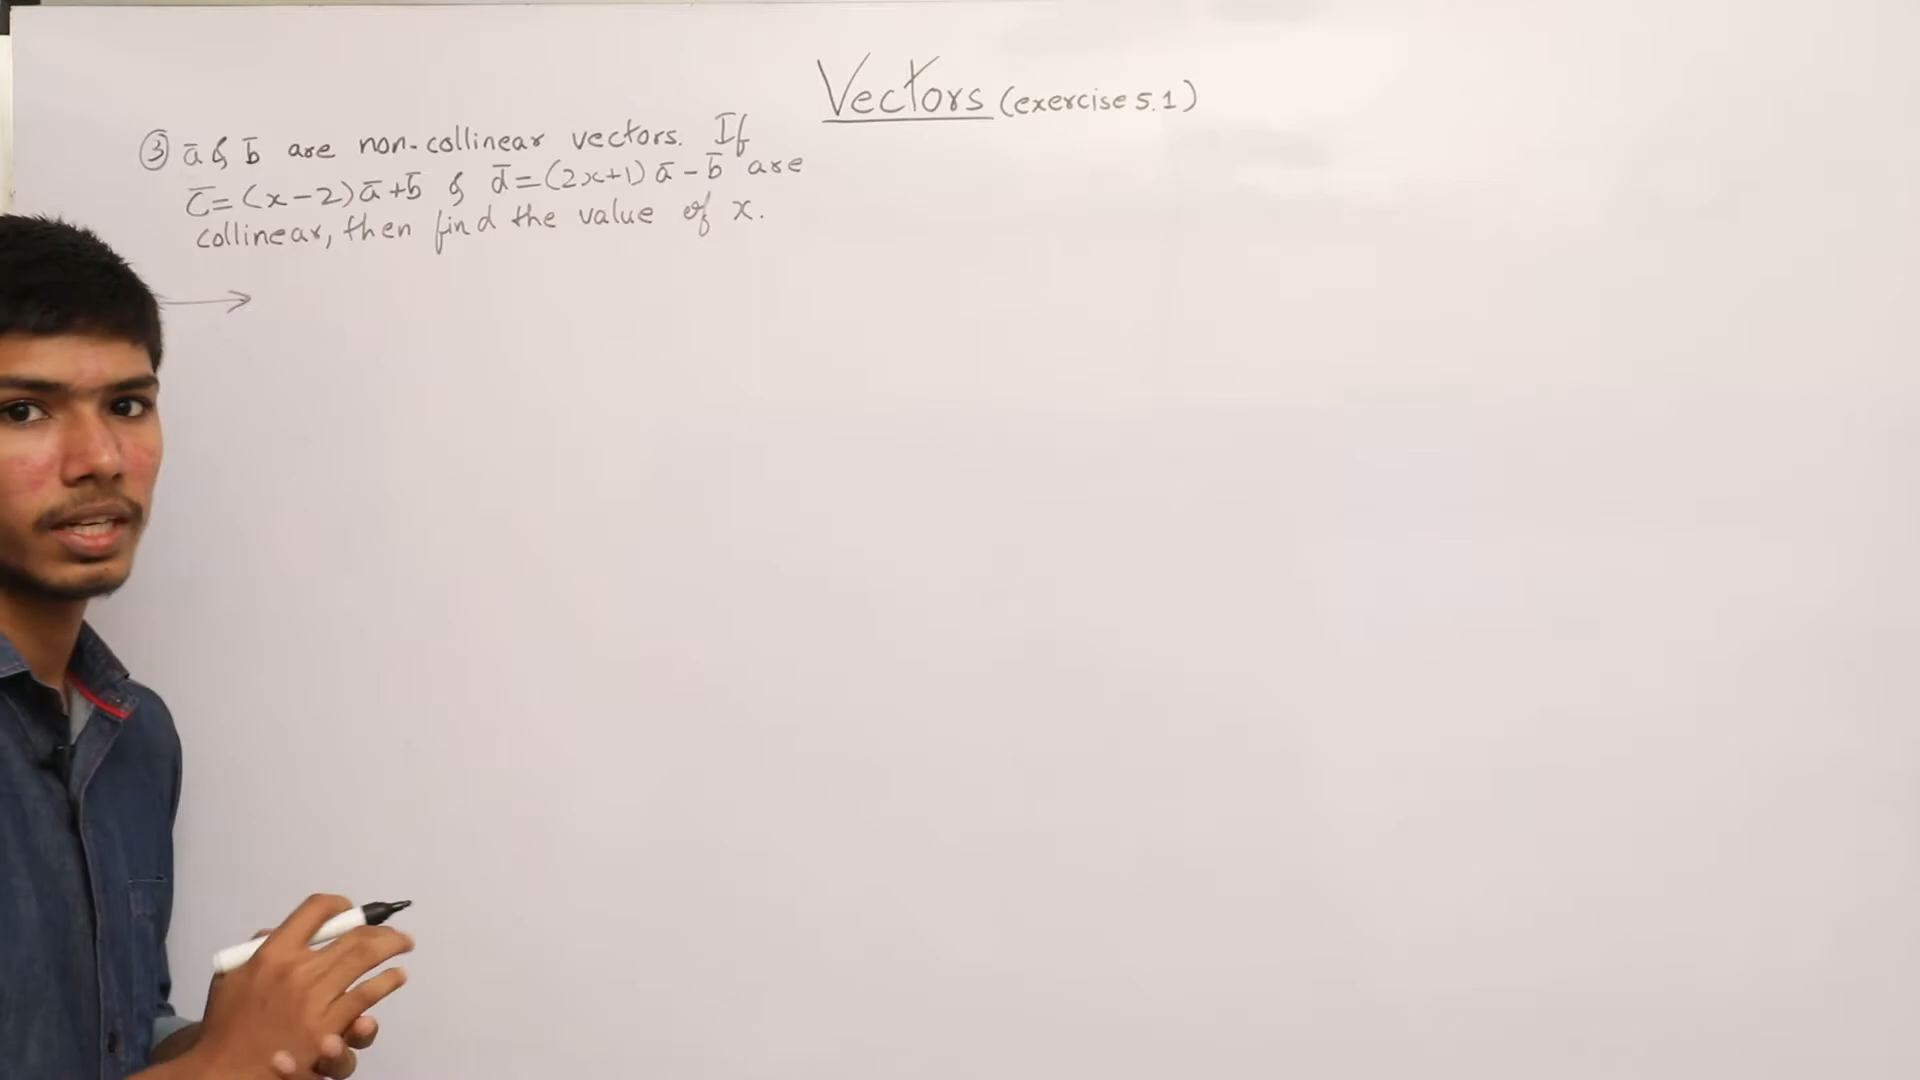 Vectors (exercise 5.1)
③ a̅ & b̅ are non-collinear vectors. If
c̅=(x-2)a̅+b̅ & d̅=(2x+1)a̅-b̅ are
collinear, then find the value of x.
→